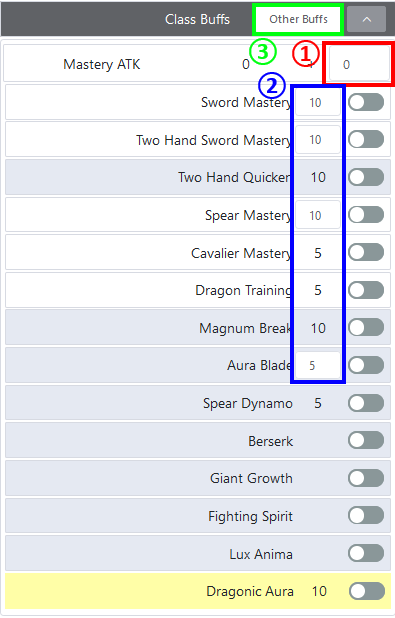 Class Buffs Other Buffs
③ ①
Mastery ATK 0 + 0
②
Sword Mastery 10
Two Hand Sword Mastery 10
Two Hand Quicken 10
Spear Mastery 10
Cavalier Mastery 5
Dragon Training 5
Magnum Break 10
Aura Blade 5
Spear Dynamo 5
Berserk
Giant Growth
Fighting Spirit
Lux Anima
Dragonic Aura 10